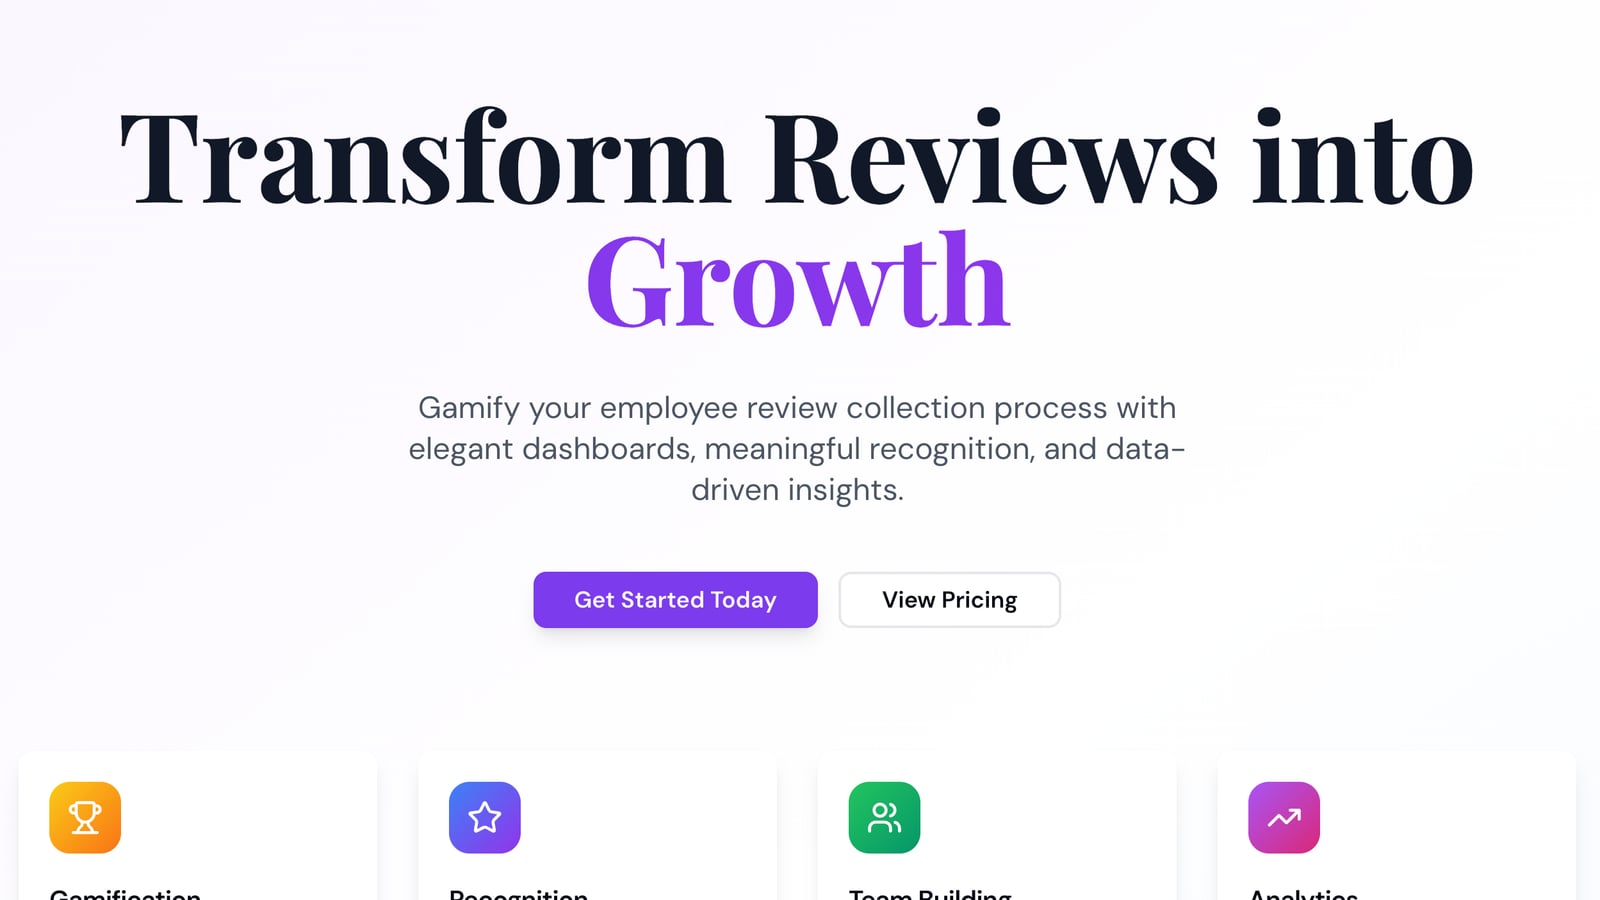 Transform Reviews into
Growth
Gamify your employee review collection process with
elegant dashboards, meaningful recognition, and data-
driven insights.
Get Started Today
View Pricing
Gamification
Recognition
Team Building
Analytics